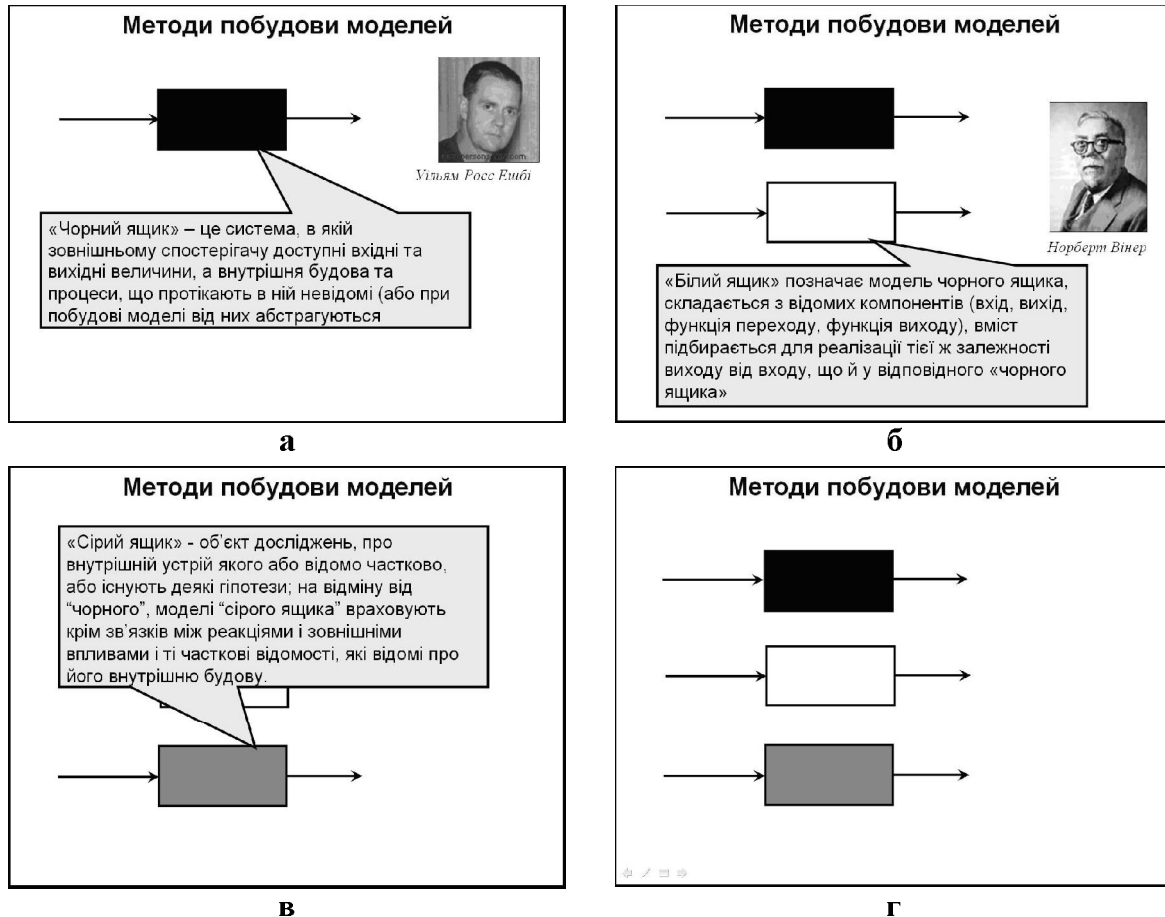 Методи побудови моделей
Уільям Росс Ешбі
«Чорний ящик» – це система, в якій
зовнішньому спостерігачу доступні вхідні та
вихідні величини, а внутрішня будова та
процеси, що протікають в ній невідомі (або при
побудові моделі від них абстрагуються
а
Методи побудови моделей
Норберт Вінер
«Білий ящик» позначає модель чорного ящика,
складається з відомих компонентів (вхід, вихід,
функція переходу, функція виходу), вміст
підбирається для реалізації тієї ж залежності
виходу від входу, що й у відповідного «чорного
ящика»
б
Методи побудови моделей
«Сірий ящик» - об’єкт досліджень, про
внутрішній устрій якого або відомо частково,
або існують деякі гіпотези; на відміну від
“чорного”, моделі “сірого ящика” враховують
крім зв’язків між реакціями і зовнішніми
впливами і ті часткові відомості, які відомі про
його внутрішню будову.
в
Методи побудови моделей
г